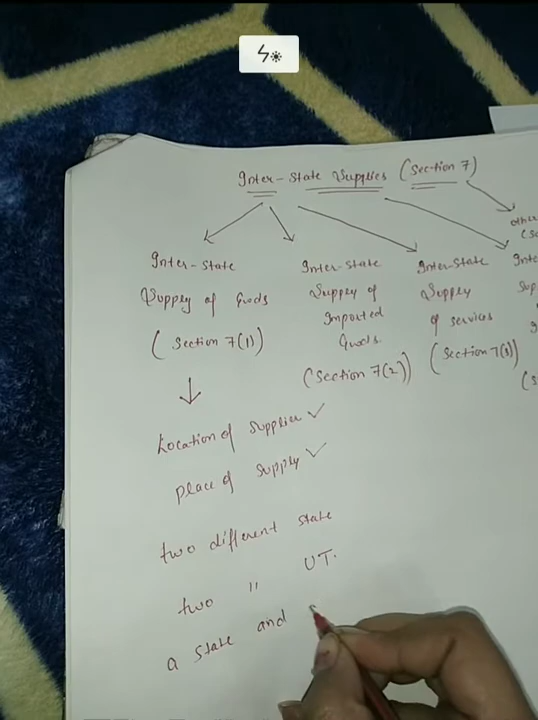 Inter-State Supplies (Section 7)
Inter-State
Supply of Goods
(Section 7(1))
Inter-State
Supply of
Imported
Goods.
(Section 7(2))
Inter-State
Supply
of services
(Section 7(3))
Location of supplier ✓
place of supply ✓
two different state
two " UT.
a state and